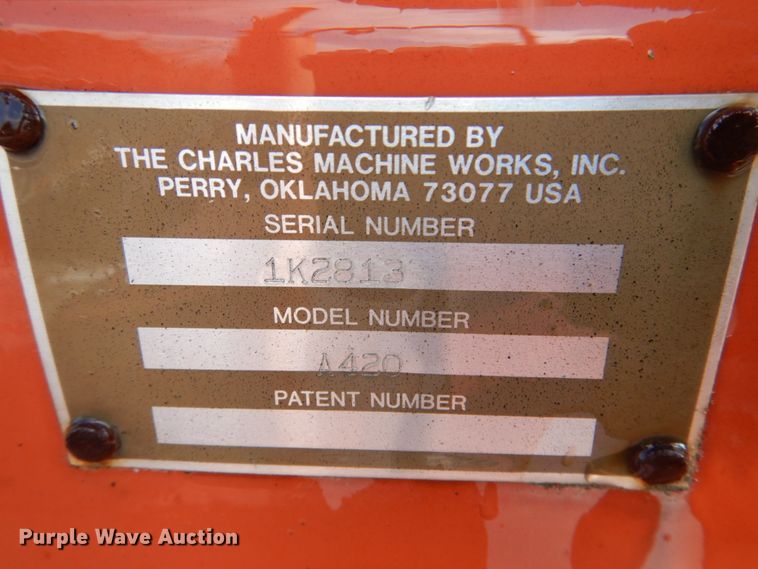 MANUFACTURED BY
THE CHARLES MACHINE WORKS, INC.
PERRY, OKLAHOMA 73077 USA
SERIAL NUMBER
1K2813
MODEL NUMBER
A420
PATENT NUMBER
Purple Wave Auction